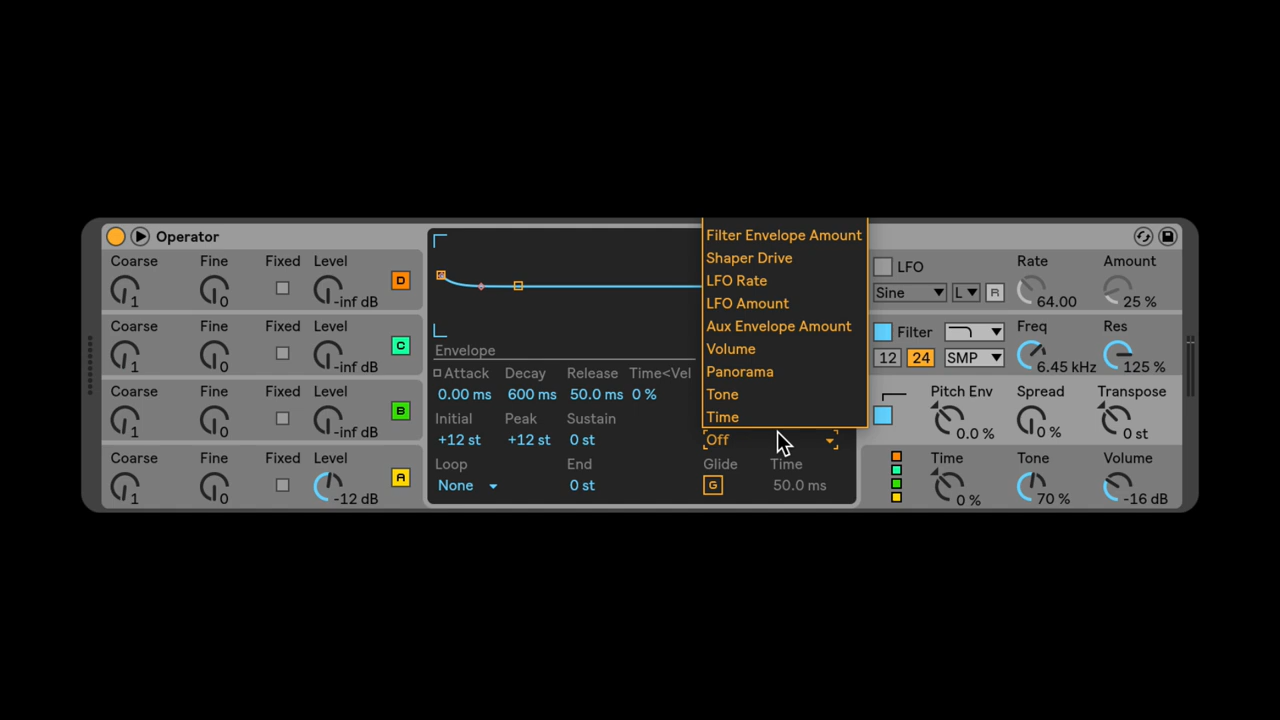 Operator
Coarse Fine Fixed Level
1 0 -inf dB D
Coarse Fine Fixed Level
1 0 -inf dB C
Coarse Fine Fixed Level
1 0 -inf dB B
Coarse Fine Fixed Level
1 0 -12 dB A
Envelope
Attack Decay Release Time<Vel
0.00 ms 600 ms 50.0 ms 0 %
Initial Peak Sustain
+12 st +12 st 0 st
Loop End
None 0 st
Filter Envelope Amount
Shaper Drive
LFO Rate
LFO Amount
Aux Envelope Amount
Volume
Panorama
Tone
Time
Off
Glide Time
G 50.0 ms
LFO Rate Amount
Sine L R 64.00 25 %
Filter Freq Res
12 24 SMP 6.45 kHz 125 %
Pitch Env Spread Transpose
0.0 % 0 % 0 st
Time Tone Volume
0 % 70 % -16 dB